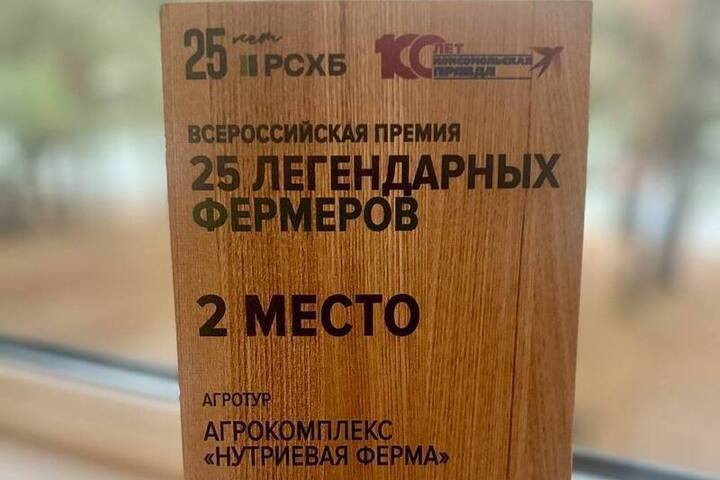 25 лет
РСХБ
100 ЛЕТ
КОМСОМОЛЬСКАЯ
ПРАВДА
ВСЕРОССИЙСКАЯ ПРЕМИЯ
25 ЛЕГЕНДАРНЫХ
ФЕРМЕРОВ
2 МЕСТО
АГРОТУР
АГРОКОМПЛЕКС
«НУТРИЕВАЯ ФЕРМА»